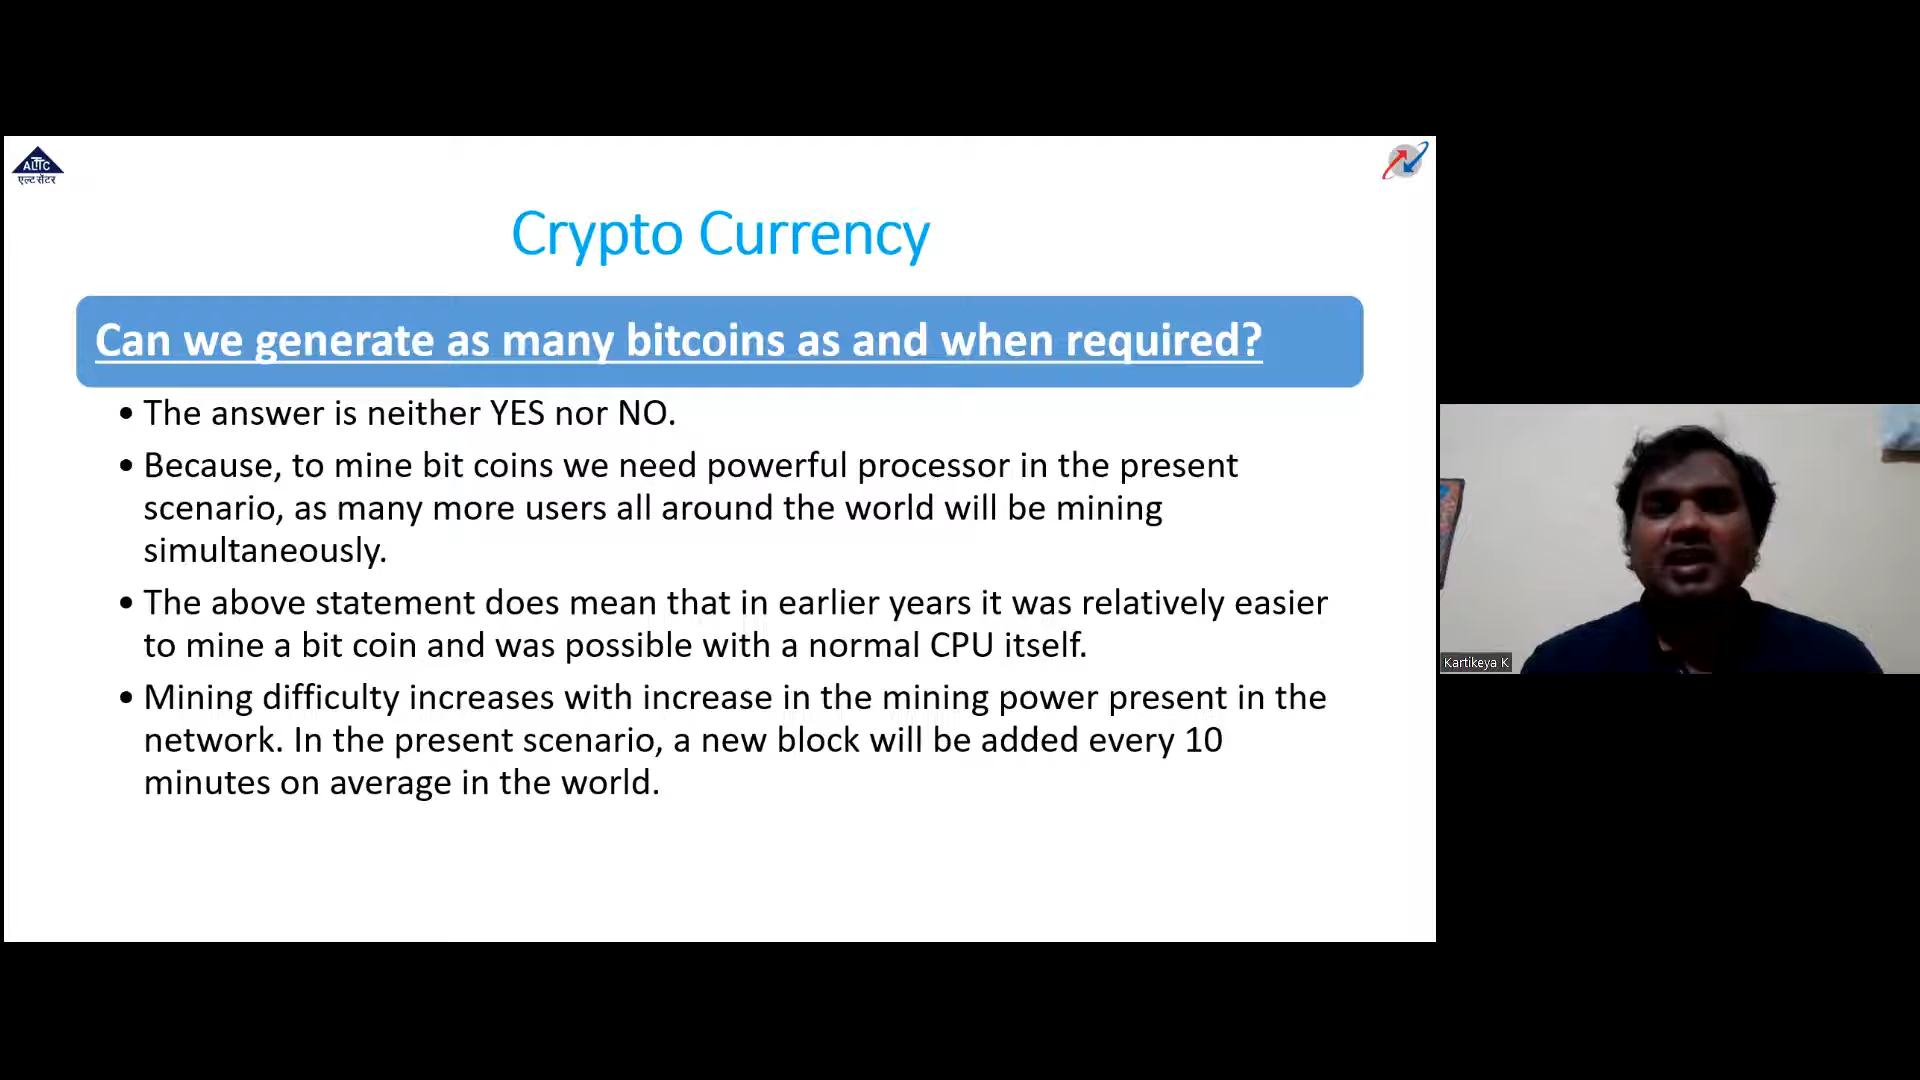 ALTTC
एल्ट सेंटर
Crypto Currency
Can we generate as many bitcoins as and when required?
• The answer is neither YES nor NO.
• Because, to mine bit coins we need powerful processor in the present
scenario, as many more users all around the world will be mining
simultaneously.
• The above statement does mean that in earlier years it was relatively easier
to mine a bit coin and was possible with a normal CPU itself.
• Mining difficulty increases with increase in the mining power present in the
network. In the present scenario, a new block will be added every 10
minutes on average in the world.
Kartikeya K